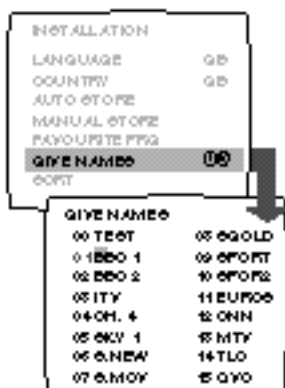 INSTALLATION
LANGUAGE GB
COUNTRY GB
AUTO STORE
MANUAL STORE
FAVOURITE PRG
GIVE NAMES
SORT
GIVE NAMES
00 TEST
01 BBC 1
02 BBC 2
03 ITV
04 CH. 4
05 SKY 1
06 S.NEW
07 S.MOV
08 SGOLD
09 SPORT
10 SPOR2
11 EUROS
12 CNN
13 MTV
14 TLC
15 QVC